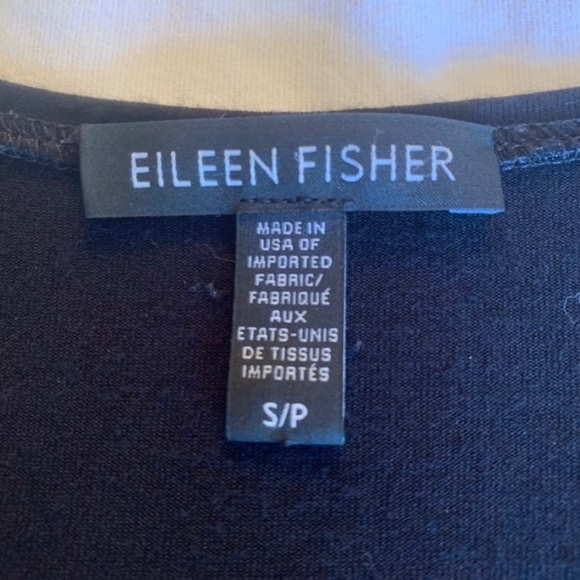 EILEEN FISHER
MADE IN
USA OF
IMPORTED
FABRIC/
FABRIQUÉ
AUX
ETATS-UNIS
DE TISSUS
IMPORTÉS
S/P